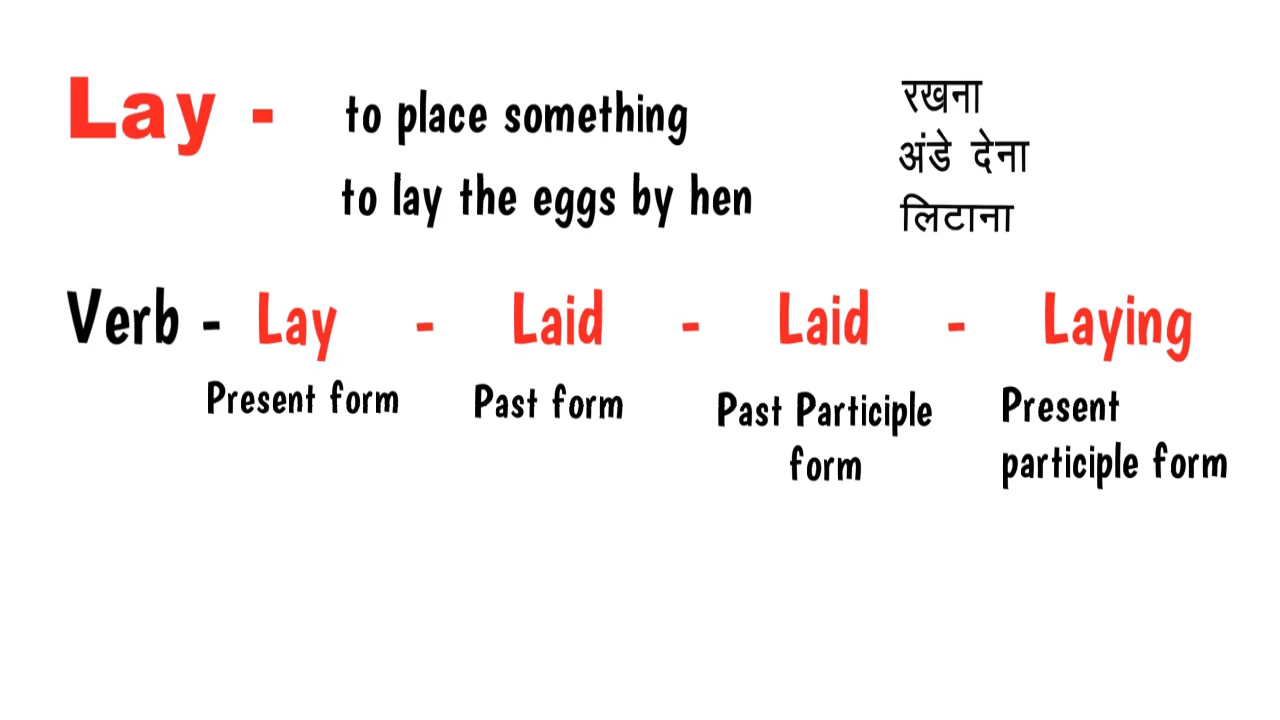 Lay - to place something रखना
to lay the eggs by hen अंडे देना
लिटाना
Verb - Lay - Laid - Laid - Laying
Present form Past form Past Participle form Present participle form